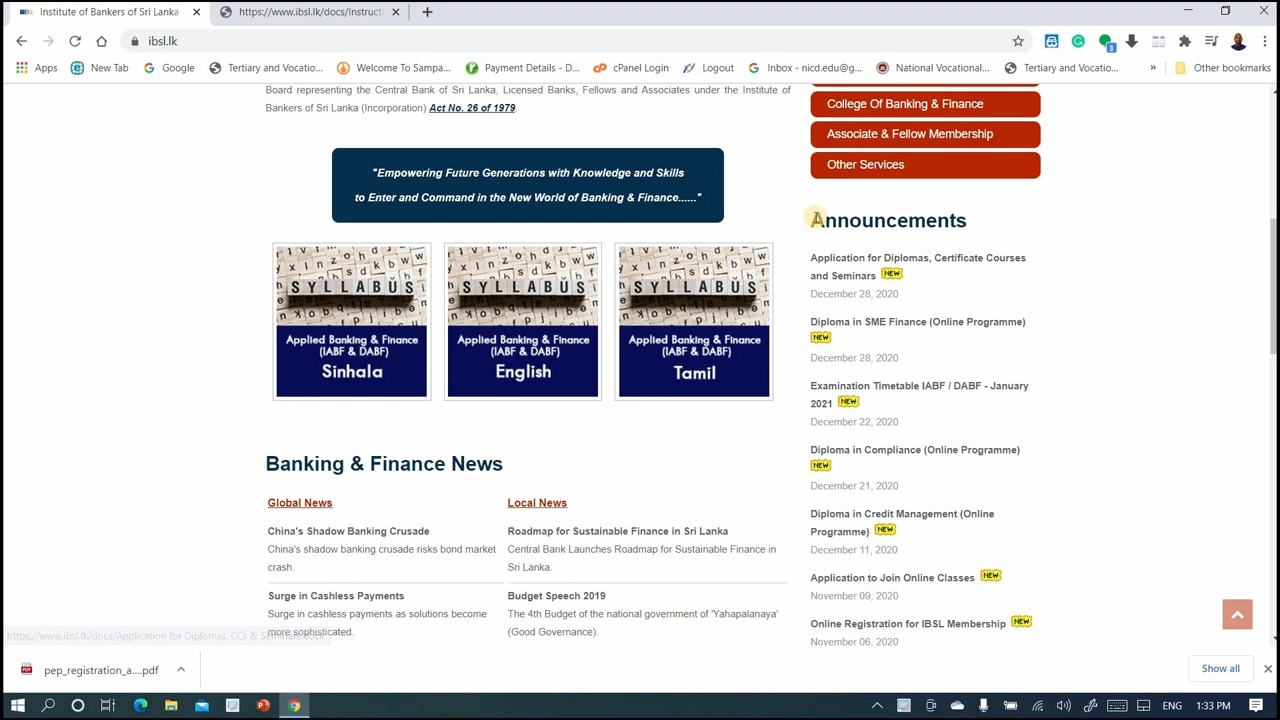 Institute of Bankers of Sri Lanka
https://www.ibsl.lk/docs/Instruct
ibsl.lk
3
Apps
New Tab
Google
Tertiary and Vocatio...
Welcome To Sampa...
Payment Details - D...
cPanel Login
Logout
Inbox - nicd.edu@g...
National Vocational...
Tertiary and Vocatio...
»
Other bookmarks
Board representing the Central Bank of Sri Lanka, Licensed Banks, Fellows and Associates under the Institute of
Bankers of Sri Lanka (Incorporation) Act No. 26 of 1979.
"Empowering Future Generations with Knowledge and Skills
to Enter and Command in the New World of Banking & Finance......"
SYLLABUS
Applied Banking & Finance
(IABF & DABF)
Sinhala
SYLLABUS
Applied Banking & Finance
(IABF & DABF)
English
SYLLABUS
Applied Banking & Finance
(IABF & DABF)
Tamil
Banking & Finance News
Global News
China's Shadow Banking Crusade
China's shadow banking crusade risks bond market
crash.
Surge in Cashless Payments
Surge in cashless payments as solutions become
more sophisticated.
Local News
Roadmap for Sustainable Finance in Sri Lanka
Central Bank Launches Roadmap for Sustainable Finance in
Sri Lanka.
Budget Speech 2019
The 4th Budget of the national government of 'Yahapalanaya'
(Good Governance).
College Of Banking & Finance
Associate & Fellow Membership
Other Services
Announcements
Application for Diplomas, Certificate Courses
and Seminars NEW
December 28, 2020
Diploma in SME Finance (Online Programme)
NEW
December 28, 2020
Examination Timetable IABF / DABF - January
2021 NEW
December 22, 2020
Diploma in Compliance (Online Programme)
NEW
December 21, 2020
Diploma in Credit Management (Online
Programme) NEW
December 11, 2020
Application to Join Online Classes NEW
November 09, 2020
Online Registration for IBSL Membership NEW
November 06, 2020
https://www.ibsl.lk/docs/Application for Diplomas, CCs & Seminars
pep_registration_a....pdf
Show all
ENG
1:33 PM